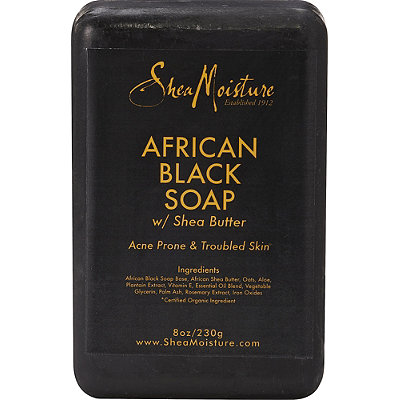 SheaMoisture
Established 1912
AFRICAN
BLACK
SOAP
w/ Shea Butter
Acne Prone & Troubled Skin
Ingredients
African Black Soap Base, African Shea Butter, Oats, Aloe,
Plantain Extract, Vitamin E, Essential Oil Blend, Vegetable
Glycerin, Palm Ash, Rosemary Extract, Iron Oxides
*Certified Organic Ingredient
8oz/230g
www.SheaMoisture.com